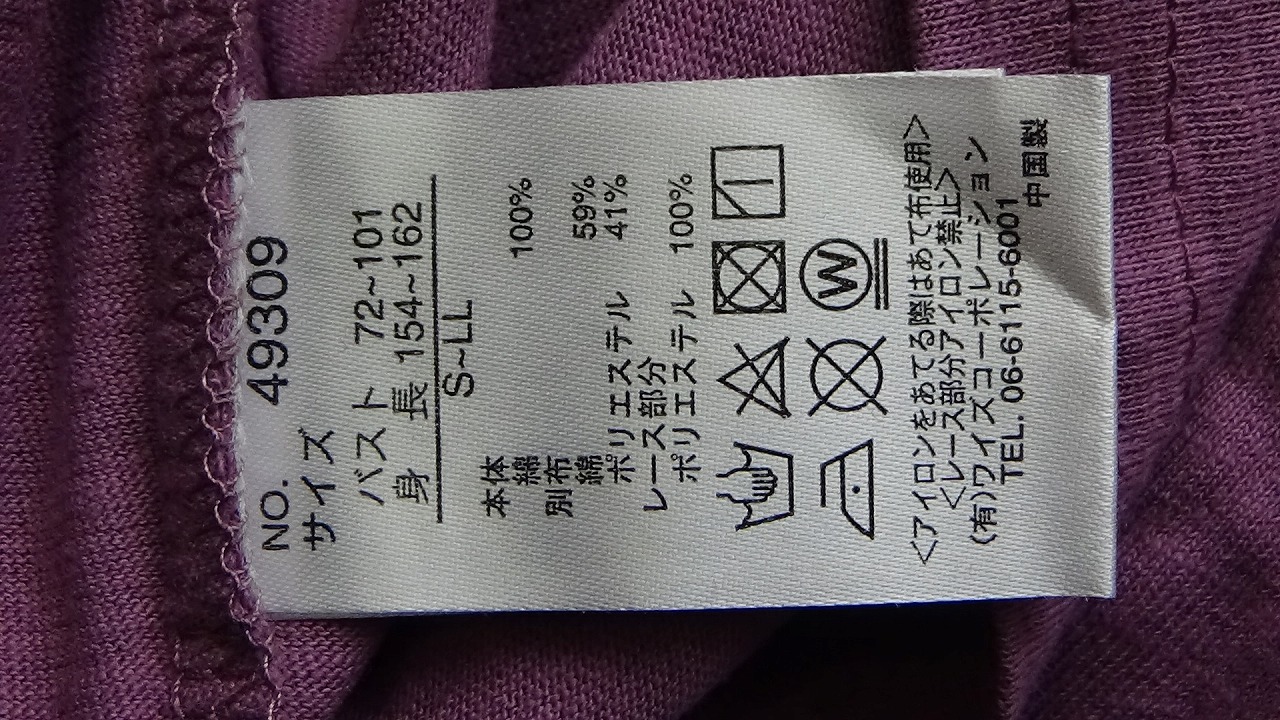 NO. 49309
サイズ
バスト 72~101
身 長 154~162
S~LL
本体
綿 100%
別布
綿 59%
ポリエステル 41%
レース部分
ポリエステル 100%
W
<アイロンをあてる際はあて布使用>
<レース部分アイロン禁止>
(有)ワイズコーポレーション
TEL. 06-6115-6001
中国製